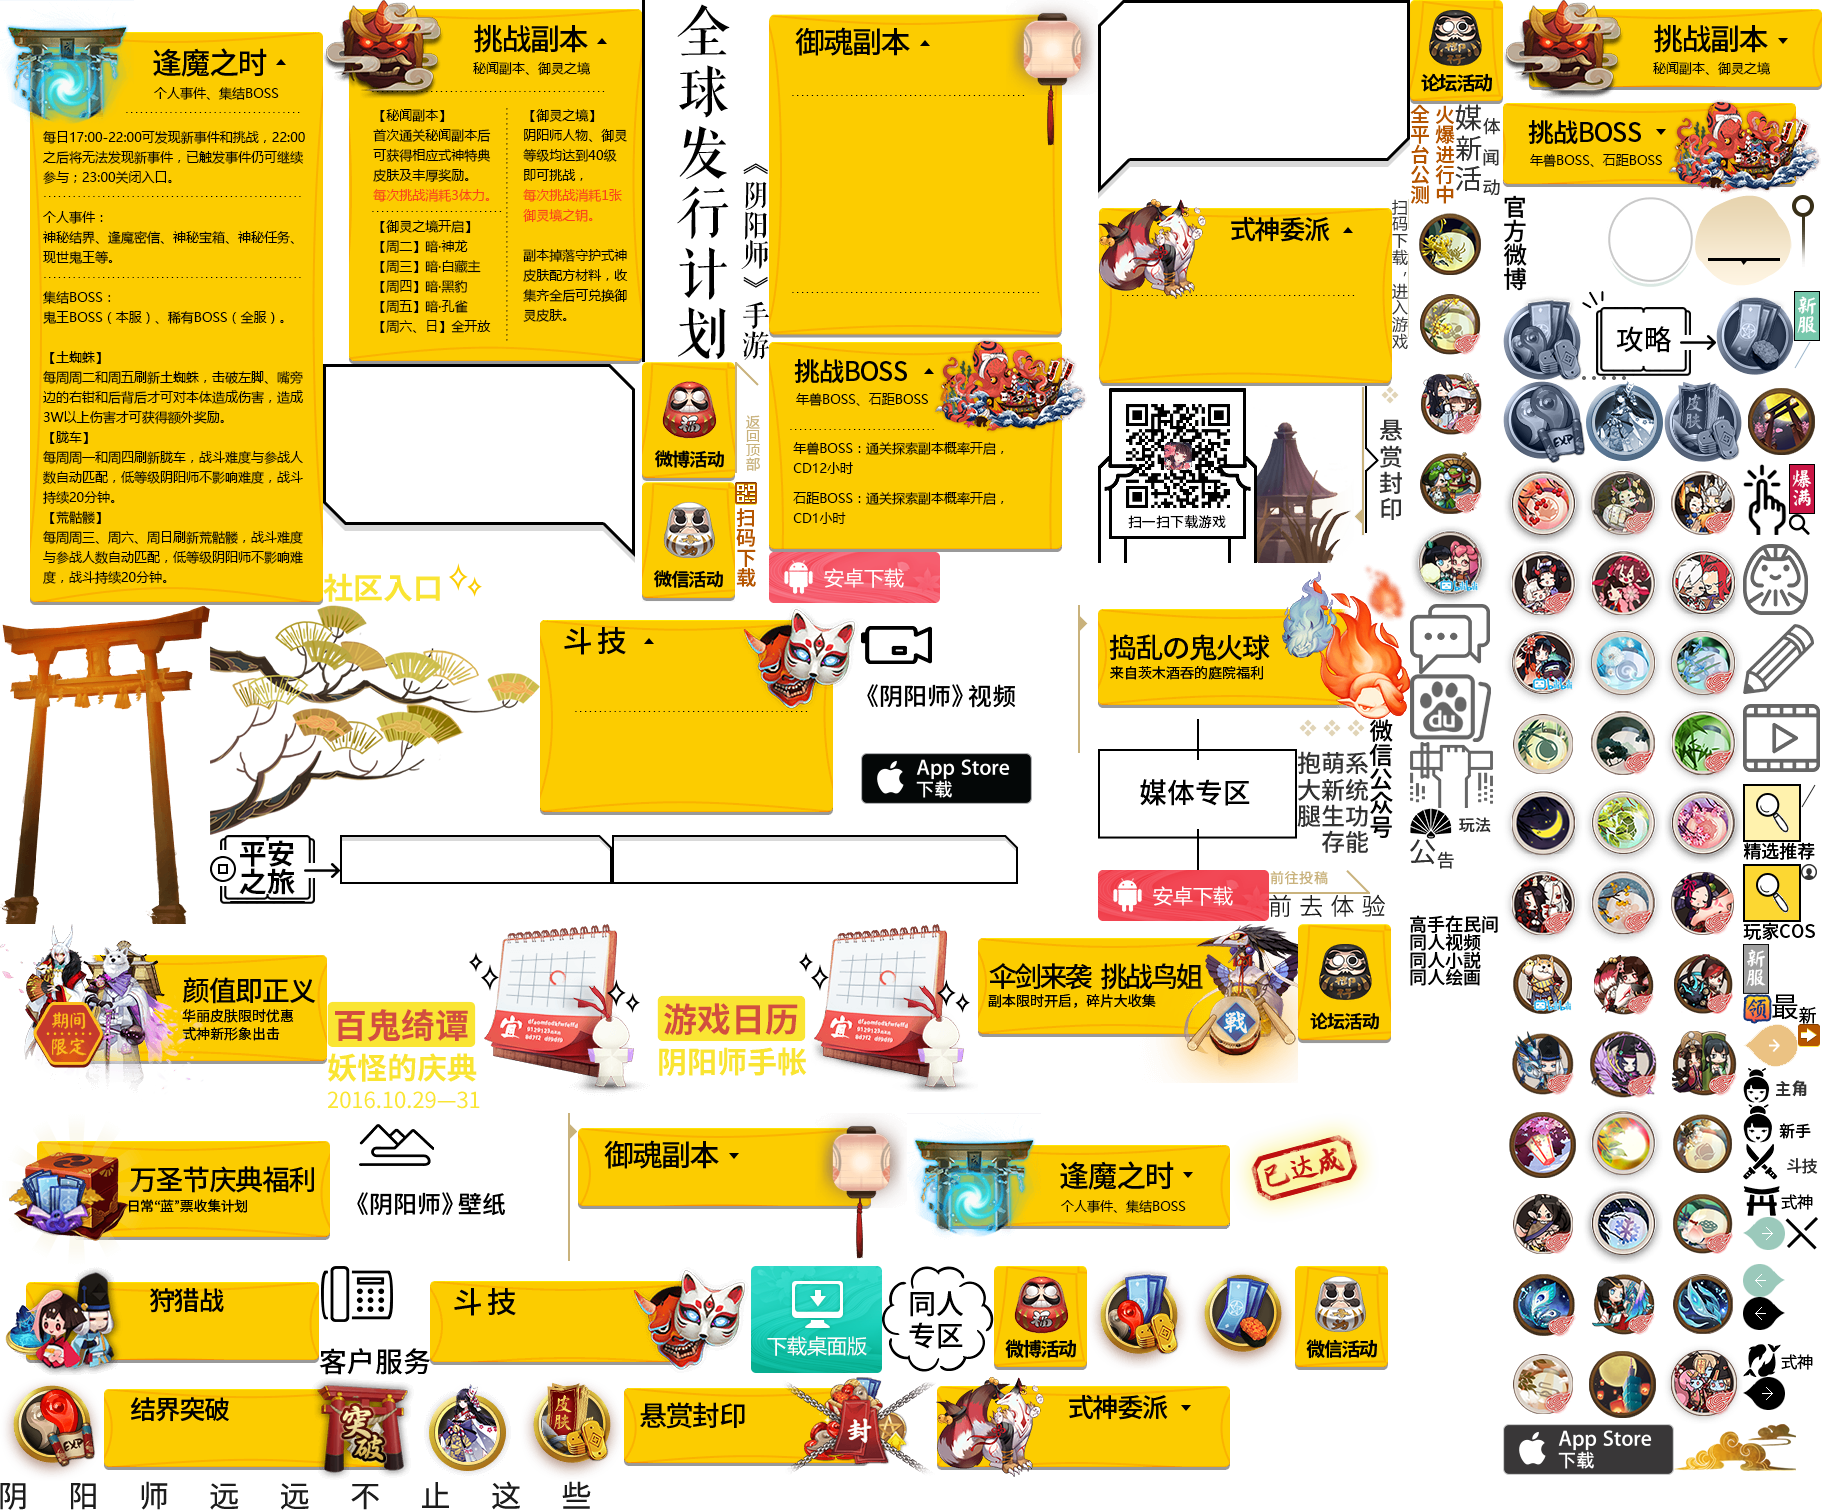 逢魔之时
个人事件、集结BOSS
每日17:00-22:00可发现新事件和挑战，22:00
之后将无法发现新事件，已触发事件仍可继续
参与；23:00关闭入口。
个人事件：
神秘结界、逢魔密信、神秘宝箱、神秘任务、
现世鬼王等。
集结BOSS：
鬼王BOSS（本服）、稀有BOSS（全服）。
【土蜘蛛】
每周周二和周五刷新土蜘蛛，击破左脚、嘴旁
边的右钳和后背后才可对本体造成伤害，造成
3W以上伤害才可获得额外奖励。
【胧车】
每周周一和周四刷新胧车，战斗难度与参战人
数自动匹配，低等级阴阳师不影响难度，战斗
持续20分钟。
【荒骷髅】
每周周三、周六、周日刷新荒骷髅，战斗难度
与参战人数自动匹配，低等级阴阳师不影响难
度，战斗持续20分钟。
挑战副本
秘闻副本、御灵之境
【秘闻副本】
首次通关秘闻副本后
可获得相应式神特典
皮肤及丰厚奖励。
每次挑战消耗3体力。
【御灵之境开启】
【周二】暗·神龙
【周三】暗·白藏主
【周四】暗·黑豹
【周五】暗·孔雀
【周六、日】全开放
【御灵之境】
阴阳师人物、御灵
等级均达到40级
即可挑战，
每次挑战消耗1张
御灵境之钥。
副本掉落守护式神
皮肤配方材料，收
集齐全后可兑换御
灵皮肤。
全球发行计划
《阴阳师》手游
御魂副本
挑战BOSS
年兽BOSS、石距BOSS
年兽BOSS：通关探索副本概率开启，
CD12小时
石距BOSS：通关探索副本概率开启，
CD1小时
安卓下载
微博活动
返回顶部
微信活动
扫码下载
社区入口
论坛活动
全平台公测
火爆进行中
媒体
新闻
活动
挑战副本
秘闻副本、御灵之境
挑战BOSS
年兽BOSS、石距BOSS
官方微博
式神委派
扫码下载，进入游戏
扫一扫下载游戏
悬赏封印
新服
攻略
EXP
皮肤
爆满
斗技
《阴阳师》视频
App Store
下载
捣乱の鬼火球
来自茨木酒吞的庭院福利
微信公众号
抱大腿
萌新生存
系统功能
媒体专区
du
玩法
公告
安卓下载
前往投稿
前去体验
高手在民间
同人视频
同人小説
同人绘画
精选推荐
玩家COS
新服
领
最新
平安
之旅
颜值即正义
华丽皮肤限时优惠
式神新形象出击
期间
限定
百鬼绮谭
妖怪的庆典
2016.10.29—31
宜
游戏日历
阴阳师手帐
宜
伞剑来袭 挑战鸟姐
副本限时开启，碎片大收集
戰
论坛活动
主角
新手
斗技
式神
式神
万圣节庆典福利
日常“蓝”票收集计划
《阴阳师》壁纸
御魂副本
逢魔之时
个人事件、集结BOSS
已达成
狩猎战
客户服务
斗技
下载桌面版
同人
专区
微博活动
微信活动
EXP
结界突破
突破
皮肤
悬赏封印
封
式神委派
App Store
下载
阴阳师远远不止这些